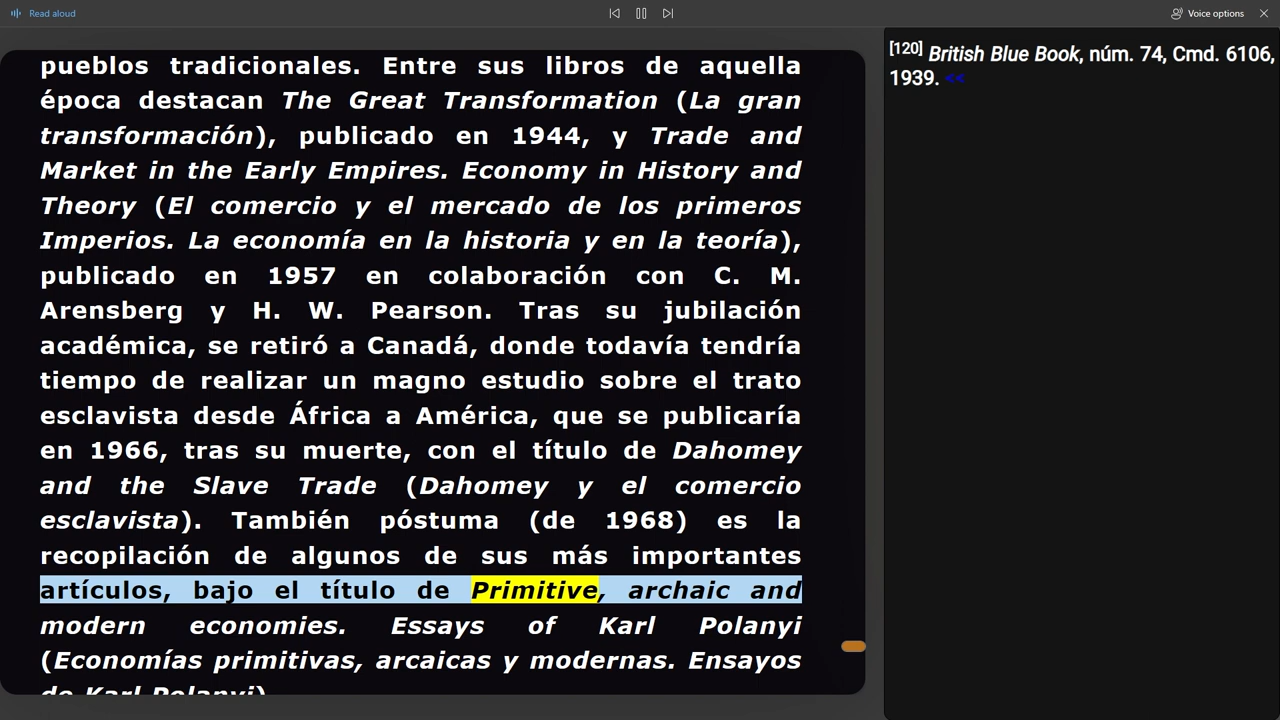 Read aloud
Voice options
pueblos tradicionales. Entre sus libros de aquella
época destacan The Great Transformation (La gran
transformación), publicado en 1944, y Trade and
Market in the Early Empires. Economy in History and
Theory (El comercio y el mercado de los primeros
Imperios. La economía en la historia y en la teoría),
publicado en 1957 en colaboración con C. M.
Arensberg y H. W. Pearson. Tras su jubilación
académica, se retiró a Canadá, donde todavía tendría
tiempo de realizar un magno estudio sobre el trato
esclavista desde África a América, que se publicaría
en 1966, tras su muerte, con el título de Dahomey
and the Slave Trade (Dahomey y el comercio
esclavista). También póstuma (de 1968) es la
recopilación de algunos de sus más importantes
artículos, bajo el título de Primitive, archaic and
modern economies. Essays of Karl Polanyi
(Economías primitivas, arcaicas y modernas. Ensayos
de Karl Polanyi)
[120] British Blue Book, núm. 74, Cmd. 6106,
1939. <<